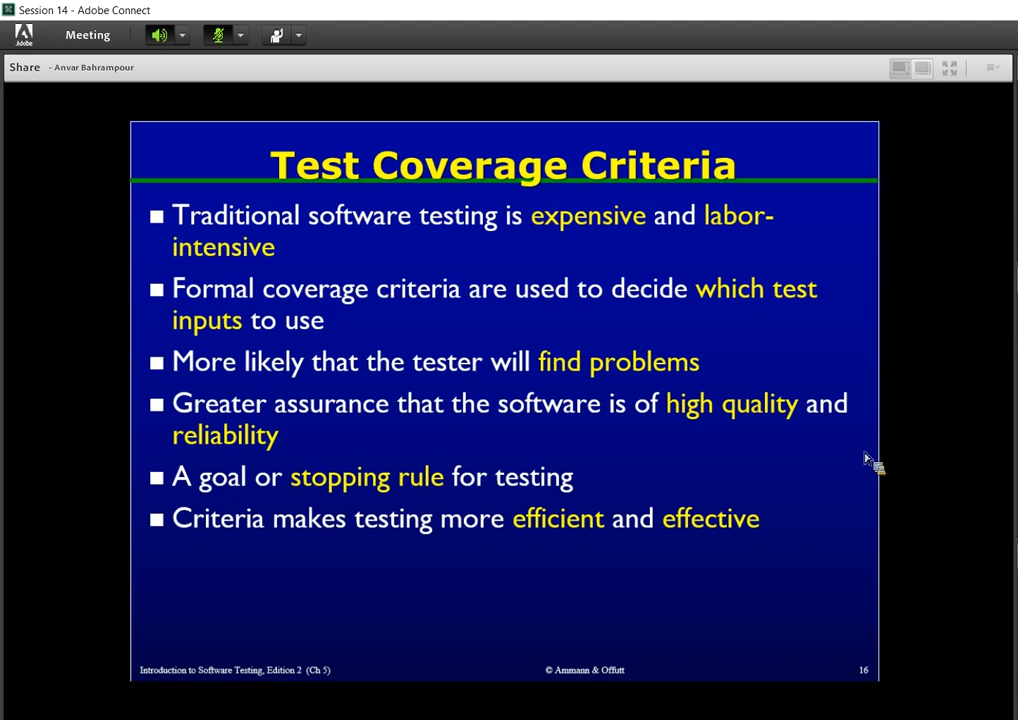 Session 14 - Adobe Connect
Adobe
Meeting
Share - Anvar Bahrampour
Test Coverage Criteria
Traditional software testing is expensive and labor-
intensive
Formal coverage criteria are used to decide which test
inputs to use
More likely that the tester will find problems
Greater assurance that the software is of high quality and
reliability
A goal or stopping rule for testing
Criteria makes testing more efficient and effective
Introduction to Software Testing, Edition 2 (Ch 5) © Ammann & Offutt 16